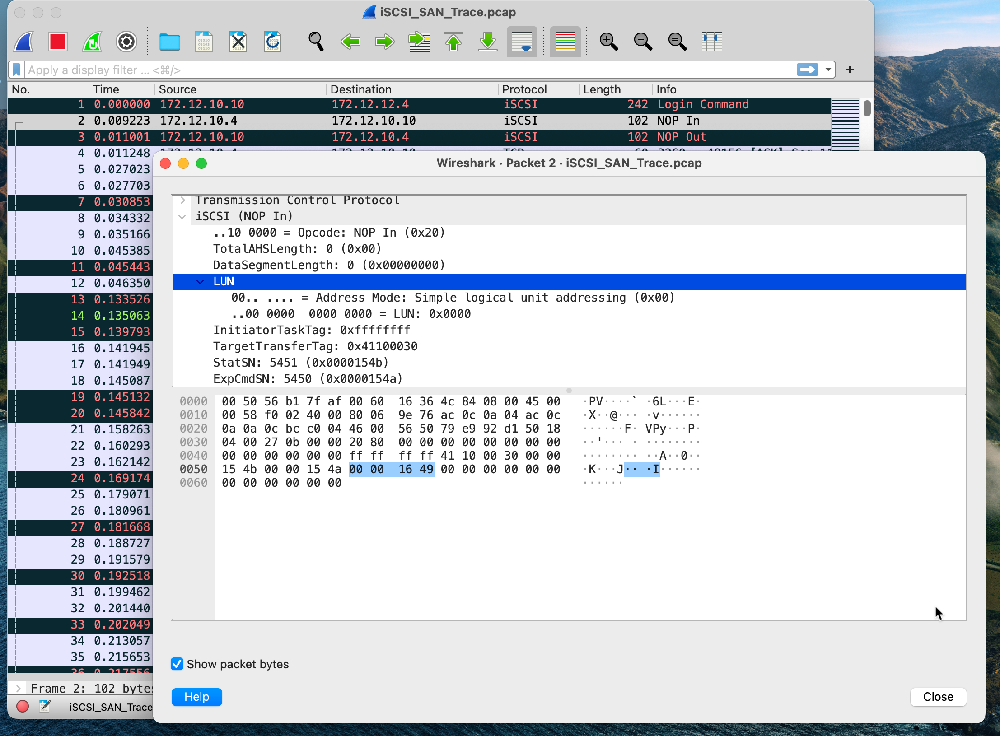 iSCSI_SAN_Trace.pcap
Apply a display filter ... <⌘/>
No. Time Source Destination Protocol Length Info
1 0.000000 172.12.10.10 172.12.12.4 iSCSI 242 Login Command
2 0.009223 172.12.10.4 172.12.10.10 iSCSI 102 NOP In
3 0.011001 172.12.10.10 172.12.10.4 iSCSI 102 NOP Out
4 0.011248
5 0.027023
6 0.027703
7 0.030853
8 0.034332
9 0.035166
10 0.045385
11 0.045443
12 0.046350
13 0.133526
14 0.135063
15 0.139793
16 0.141945
17 0.141949
18 0.145087
19 0.145132
20 0.145842
21 0.158263
22 0.160293
23 0.162142
24 0.169174
25 0.179071
26 0.180961
27 0.181668
28 0.188727
29 0.191579
30 0.192518
31 0.199462
32 0.201440
33 0.202049
34 0.213057
35 0.215653
36 0.217556
Frame 2: 102 bytes
iSCSI_SAN_Trace
Wireshark · Packet 2 · iSCSI_SAN_Trace.pcap
Transmission Control Protocol
iSCSI (NOP In)
..10 0000 = Opcode: NOP In (0x20)
TotalAHSLength: 0 (0x00)
DataSegmentLength: 0 (0x00000000)
LUN
00.. .... = Address Mode: Simple logical unit addressing (0x00)
..00 0000  0000 0000 = LUN: 0x0000
InitiatorTaskTag: 0xffffffff
TargetTransferTag: 0x41100030
StatSN: 5451 (0x0000154b)
ExpCmdSN: 5450 (0x0000154a)
0000 00 50 56 b1 7f af 00 60  16 36 4c 84 08 00 45 00 ·PV····` ·6L···E·
0010 00 58 f0 02 40 00 80 06  9e 76 ac 0c 0a 04 ac 0c ·X··@··· ·v······
0020 0a 0a 0c bc c0 04 46 00  56 50 79 e9 92 d1 50 18 ······F· VPy···P·
0030 04 00 27 0b 00 00 20 80  00 00 00 00 00 00 00 00 ··'··· · ········
0040 00 00 00 00 00 00 ff ff  ff ff 41 10 00 30 00 00 ········ ··A··0··
0050 15 4b 00 00 15 4a 00 00  16 49 00 00 00 00 00 00 ·K···J·· ·I······
0060 00 00 00 00 00 00 ······
Show packet bytes
Help
Close